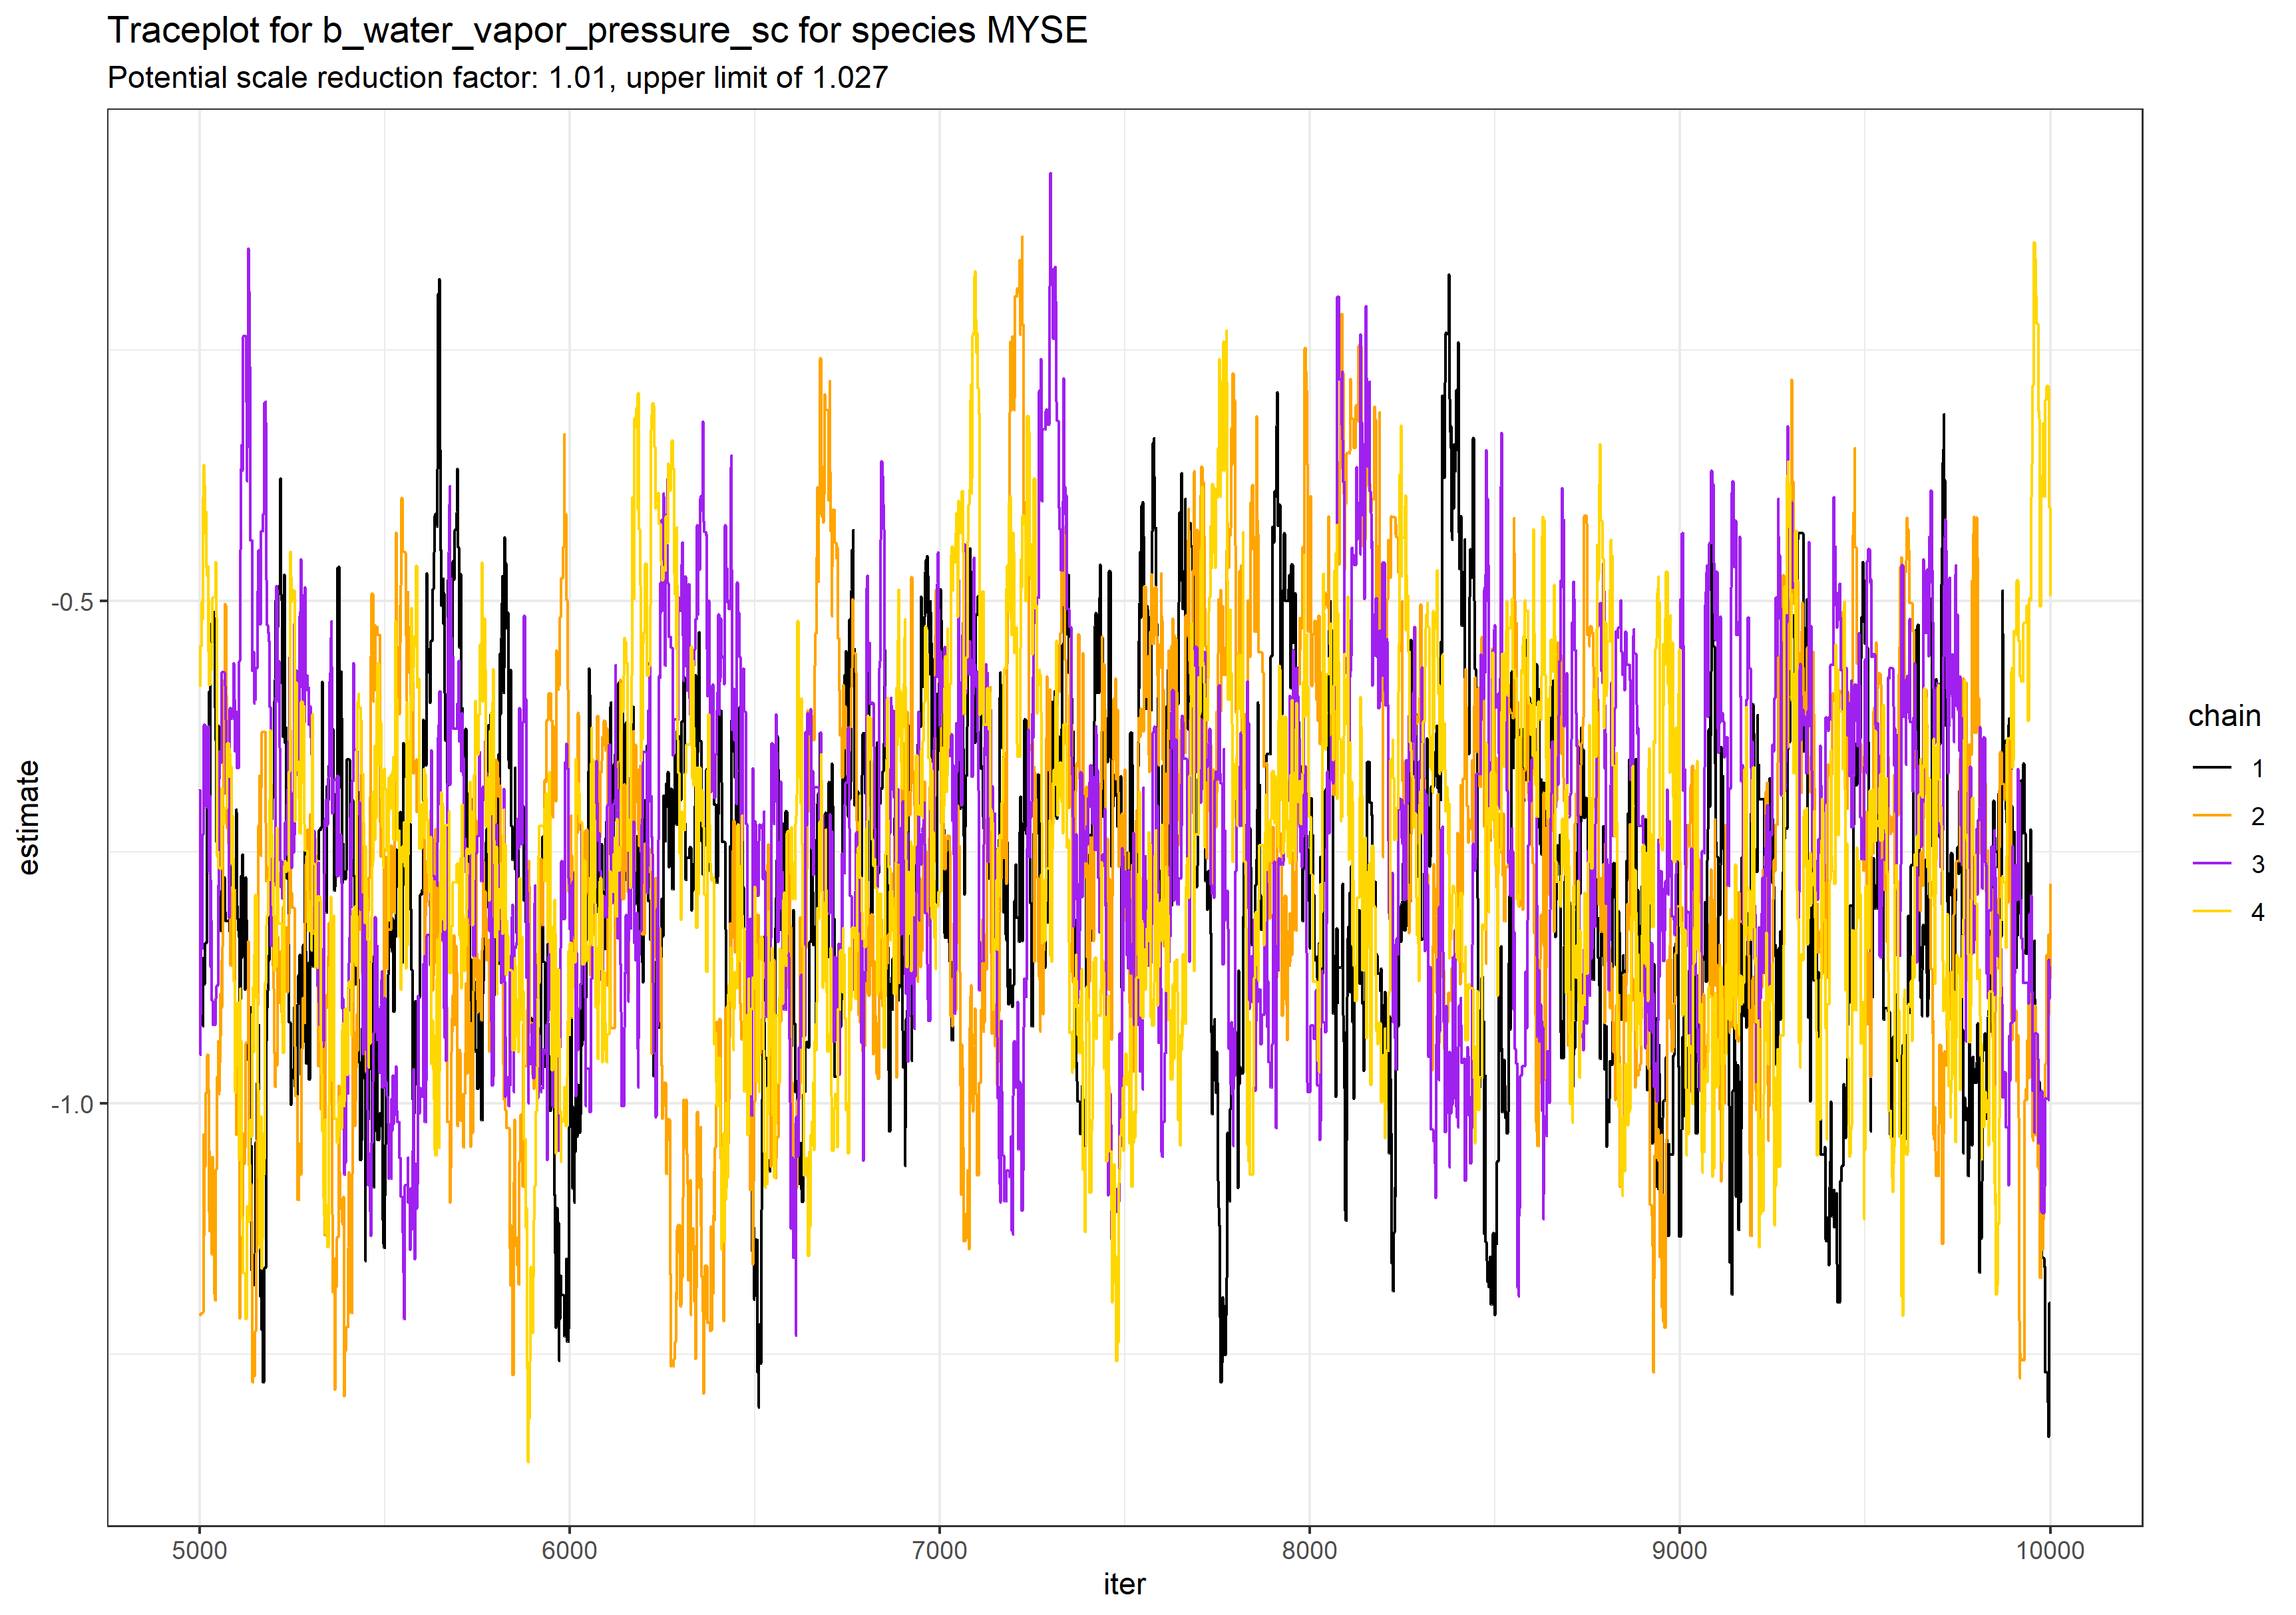 Traceplot for b_water_vapor_pressure_sc for species MYSE
Potential scale reduction factor: 1.01, upper limit of 1.027
estimate
-0.5
-1.0
5000 6000 7000 8000 9000 10000
iter
chain
1
2
3
4